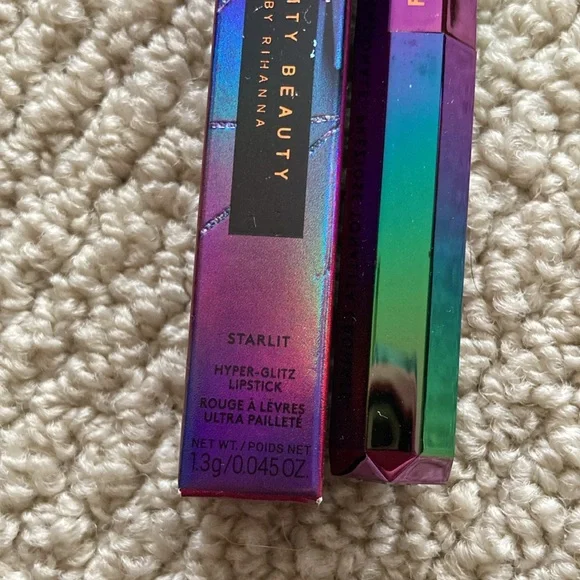 TY BEAUTY
BY RIHANNA
STARLIT
HYPER-GLITZ
LIPSTICK
ROUGE À LÈVRES
ULTRA PAILLETÉ
NET WT./POIDS NET
1.3g/0.045 OZ.
F